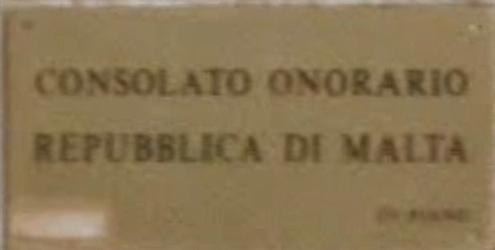 CONSOLATO ONORARIO
REPUBBLICA DI MALTA